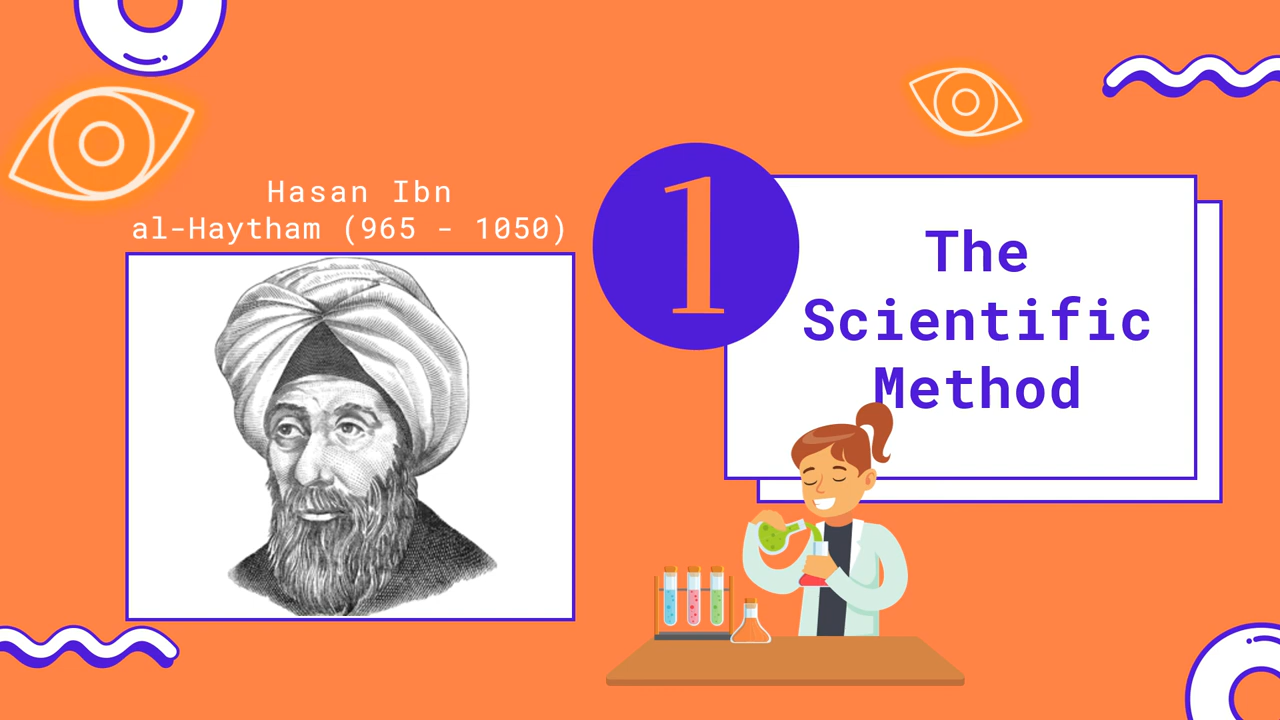 Hasan Ibn
al-Haytham (965 - 1050)
1
The
Scientific
Method